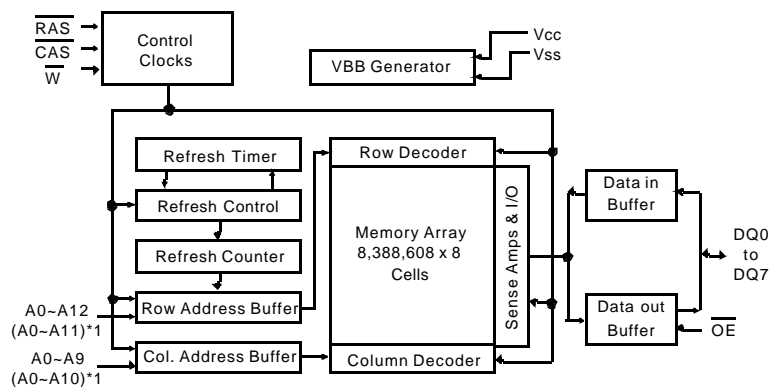 RAS
CAS
W
Control
Clocks
VBB Generator
Vcc
Vss
Refresh Timer
Refresh Control
Refresh Counter
Row Address Buffer
Col. Address Buffer
A0~A12
(A0~A11)*1
A0~A9
(A0~A10)*1
Row Decoder
Memory Array
8,388,608 x 8
Cells
Column Decoder
Sense Amps & I/O
Data in
Buffer
Data out
Buffer
OE
DQ0
to
DQ7